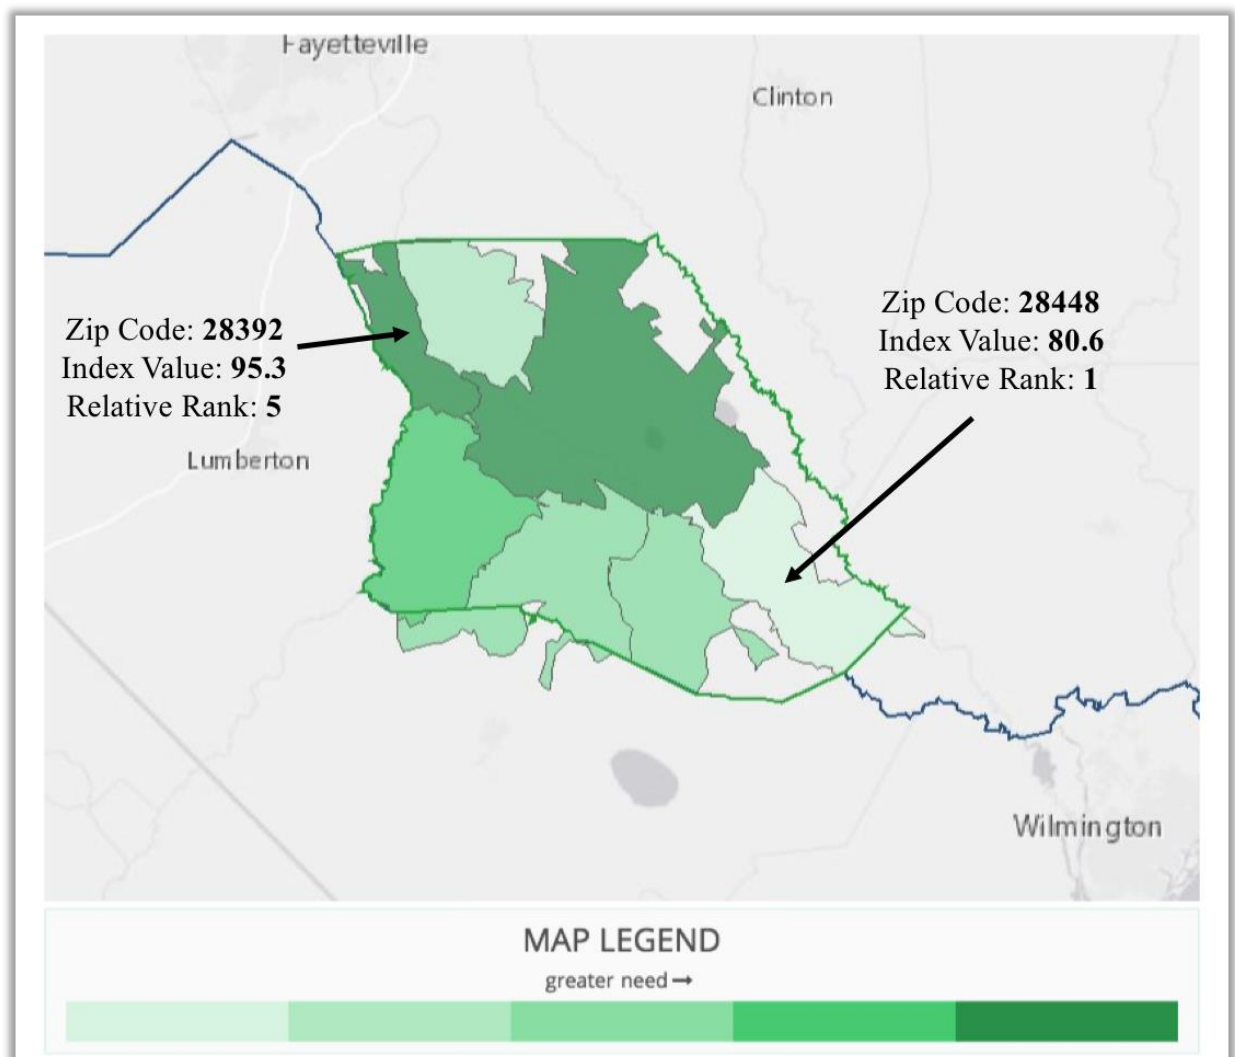 Fayetteville
Clinton
Zip Code: 28392
Index Value: 95.3
Relative Rank: 5
Zip Code: 28448
Index Value: 80.6
Relative Rank: 1
Lumberton
Wilmington
MAP LEGEND
greater need →